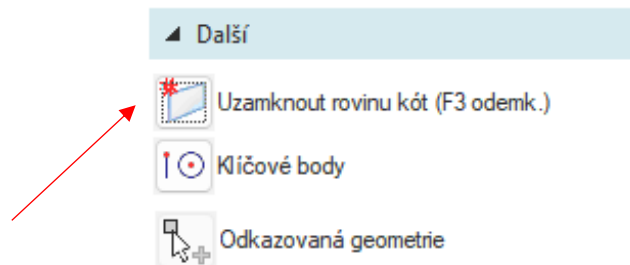 Další
Uzamknout rovinu kót (F3 odemk.)
Klíčové body
Odkazovaná geometrie